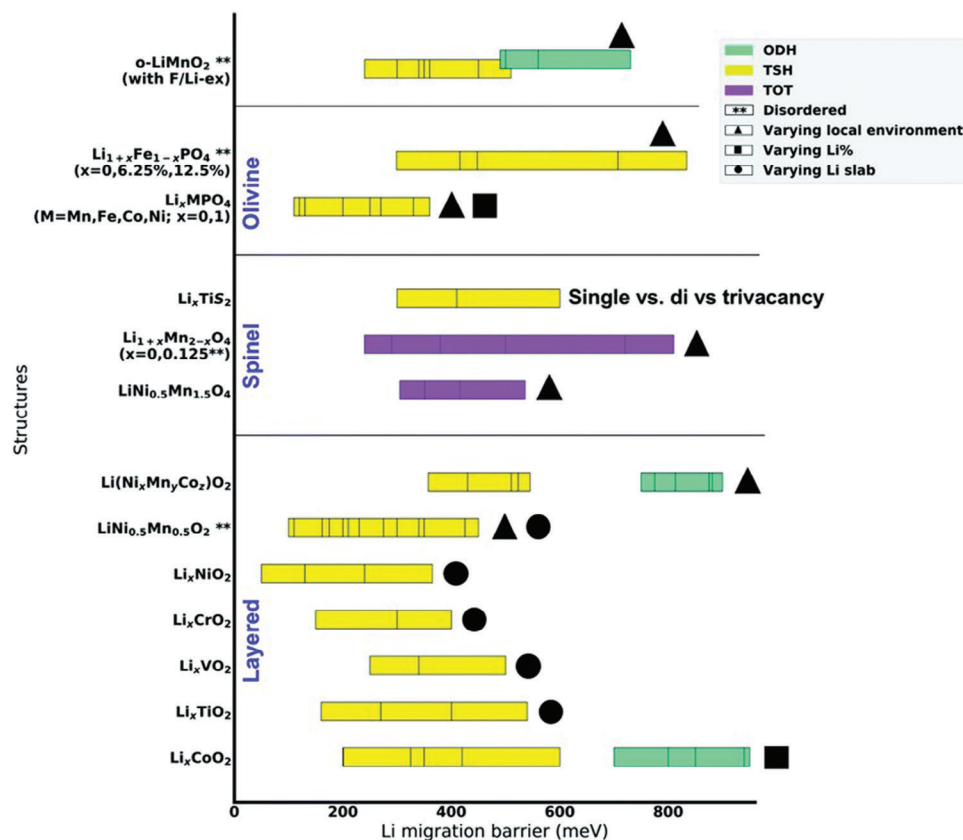 o-LiMnO₂ **
(with F/Li-ex)
Li₁₊ₓFe₁₋ₓPO₄ **
(x=0,6.25%,12.5%)
LiₓMPO₄
(M=Mn,Fe,Co,Ni; x=0,1)
Olivine
LiₓTiS₂
Single vs. di vs trivacancy
Li₁₊ₓMn₂₋ₓO₄
(x=0,0.125**)
LiNi₀.₅Mn₁.₅O₄
Spinel
Li(NiₓMnᵧCo₂)O₂
LiNi₀.₅Mn₀.₅O₂ **
LiₓNiO₂
LiₓCrO₂
LiₓVO₂
LiₓTiO₂
LiₓCoO₂
Layered
Structures
0 200 400 600 800
Li migration barrier (meV)
ODH
TSH
TOT
** Disordered
Varying local environment
Varying Li%
Varying Li slab